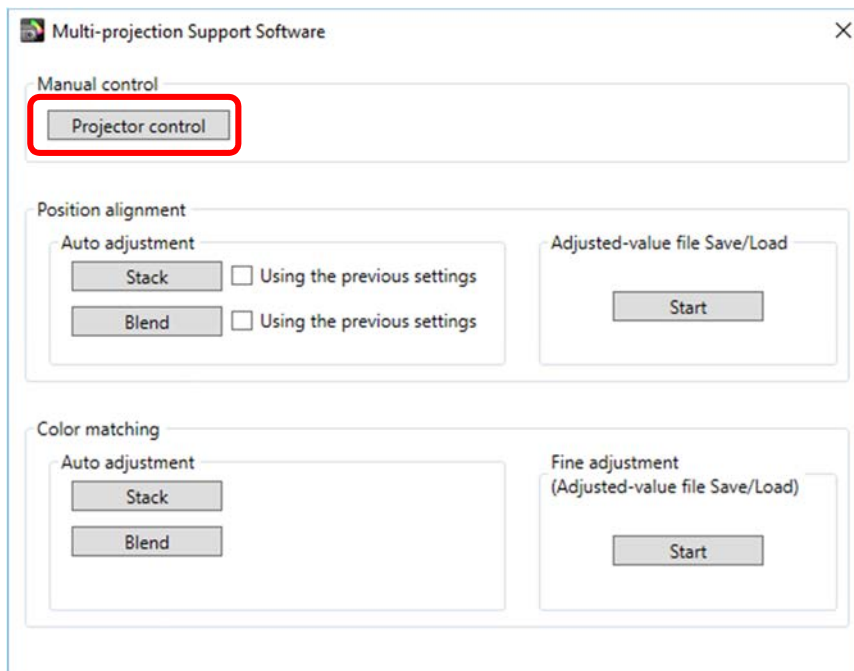 Multi-projection Support Software
Manual control
Projector control
Position alignment
Auto adjustment
Stack
Using the previous settings
Blend
Using the previous settings
Adjusted-value file Save/Load
Start
Color matching
Auto adjustment
Stack
Blend
Fine adjustment
(Adjusted-value file Save/Load)
Start